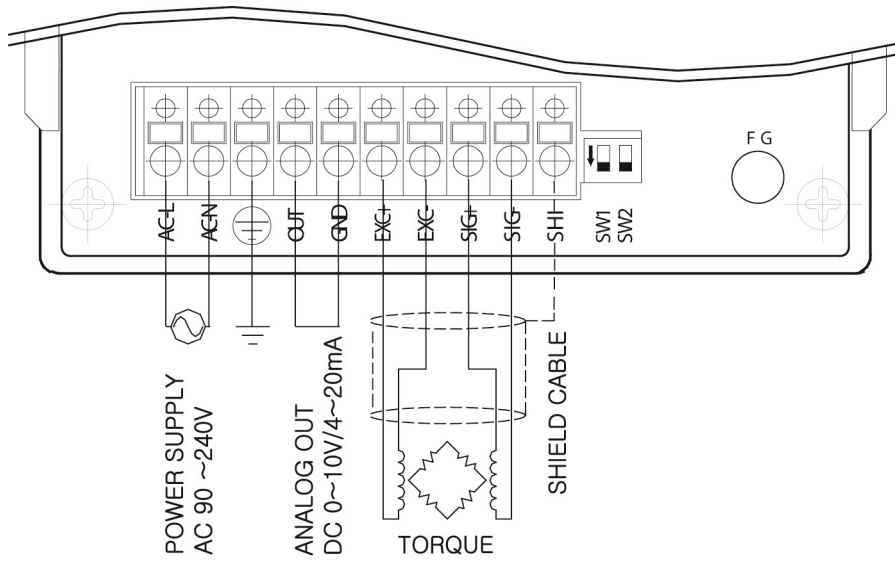 F G
AC-L
AC-N
OUT
GND
EXC+
EXC-
SIG+
SIG-
SHI
SW1
SW2
POWER SUPPLY
AC 90 ~240V
ANALOG OUT
DC 0~10V/4~20mA
TORQUE
SHIELD CABLE